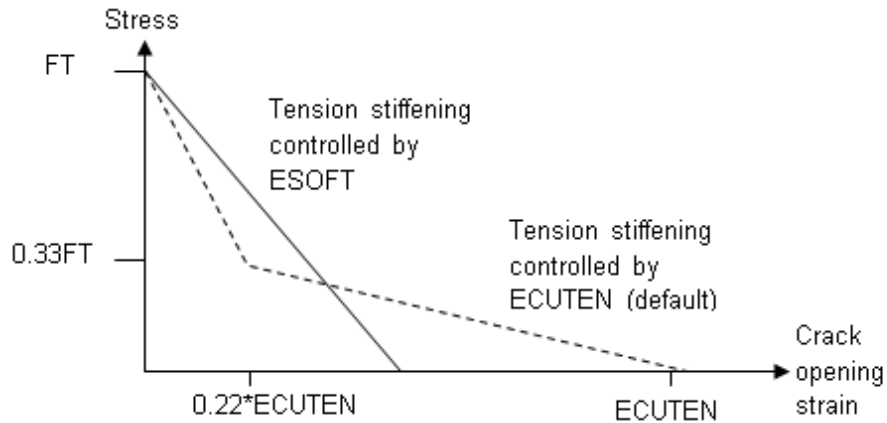 Stress
FT
Tension stiffening
controlled by
ESOFT
0.33FT
Tension stiffening
controlled by
ECUTEN (default)
Crack
opening
strain
0.22*ECUTEN
ECUTEN